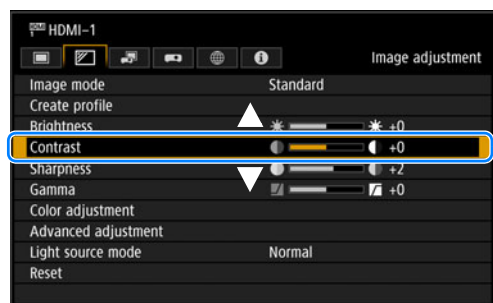 HDMI-1
Image adjustment
Image mode Standard
Create profile
Brightness +0
Contrast +0
Sharpness +2
Gamma +0
Color adjustment
Advanced adjustment
Light source mode Normal
Reset